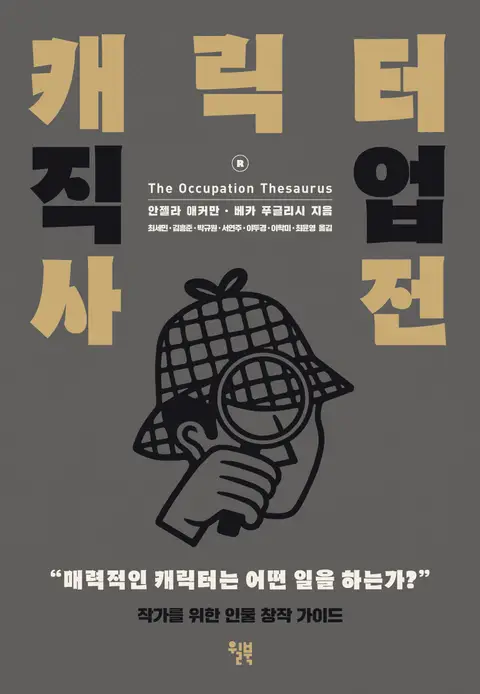 캐릭터
직업
사전
R
The Occupation Thesaurus
안젤라 애커만 · 베카 푸글리시 지음
최세민 · 김흥준 · 박규원 · 서연주 · 이두경 · 이학미 · 최윤영 옮김
“매력적인 캐릭터는 어떤 일을 하는가?”
작가를 위한 인물 창작 가이드
윌북